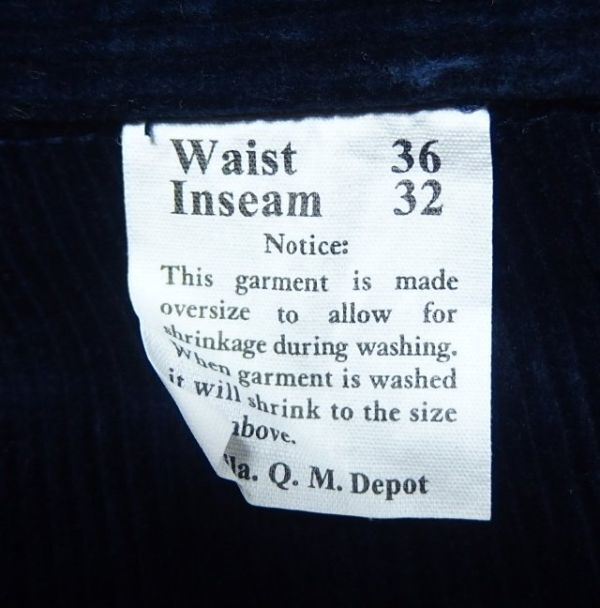 Waist 36
Inseam 32
Notice:
This garment is made
oversize to allow for
shrinkage during washing.
When garment is washed
it will shrink to the size
above.
la. Q. M. Depot